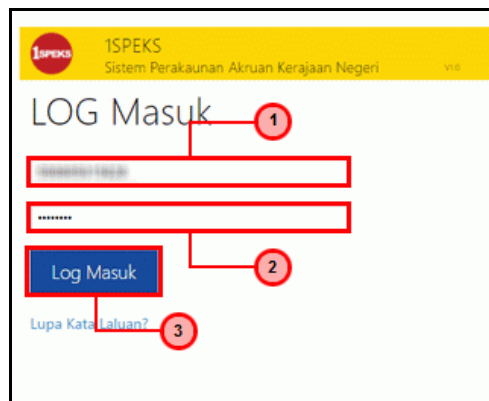 1SPEKS
1SPEKS
Sistem Perakaunan Akruan Kerajaan Negeri
V1.0
LOG Masuk
1
........
2
Log Masuk
Lupa Kata Laluan?
3